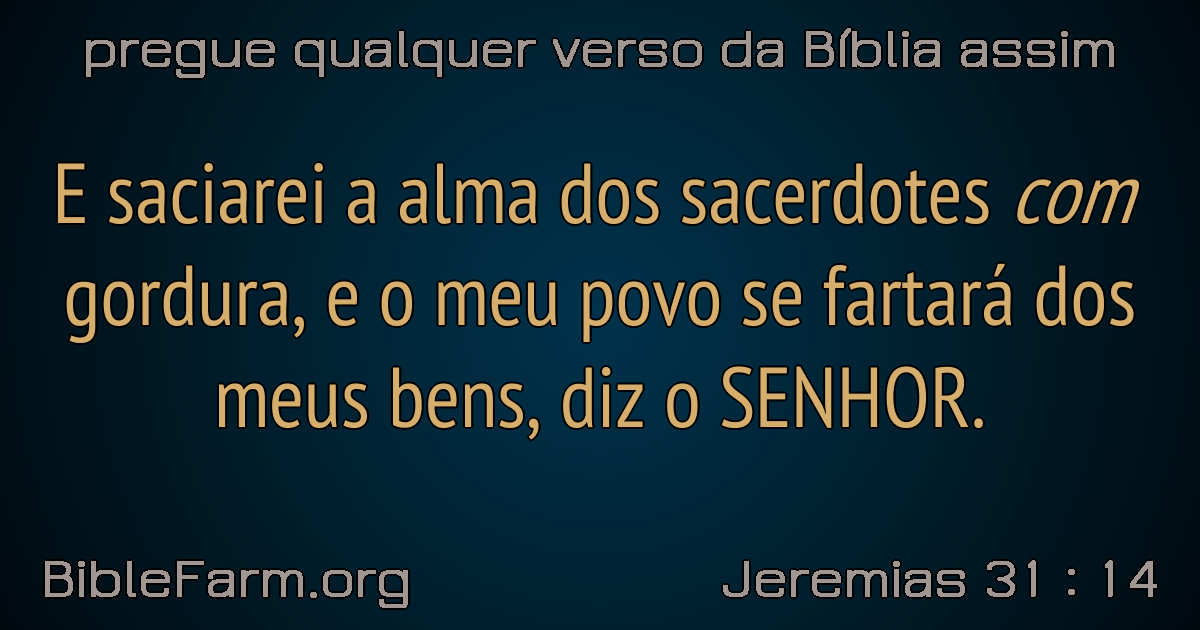 pregue qualquer verso da Bíblia assim
E saciarei a alma dos sacerdotes com
gordura, e o meu povo se fartará dos
meus bens, diz o SENHOR.
BibleFarm.org
Jeremias 31 : 14